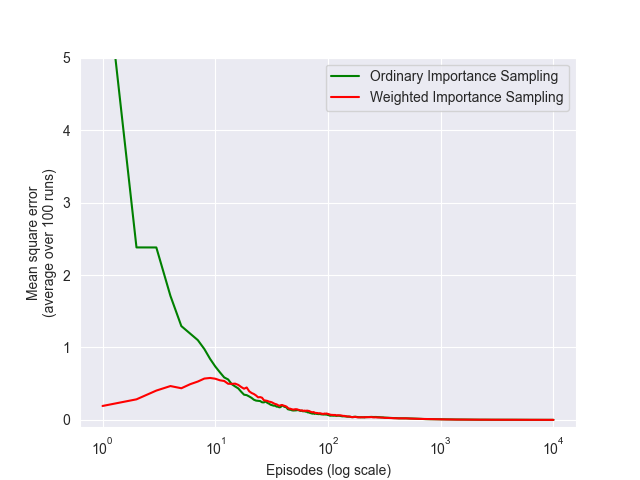 Ordinary Importance Sampling
Weighted Importance Sampling
5
4
3
2
1
0
Mean square error
(average over 100 runs)
10⁰
10¹
10²
10³
10⁴
Episodes (log scale)